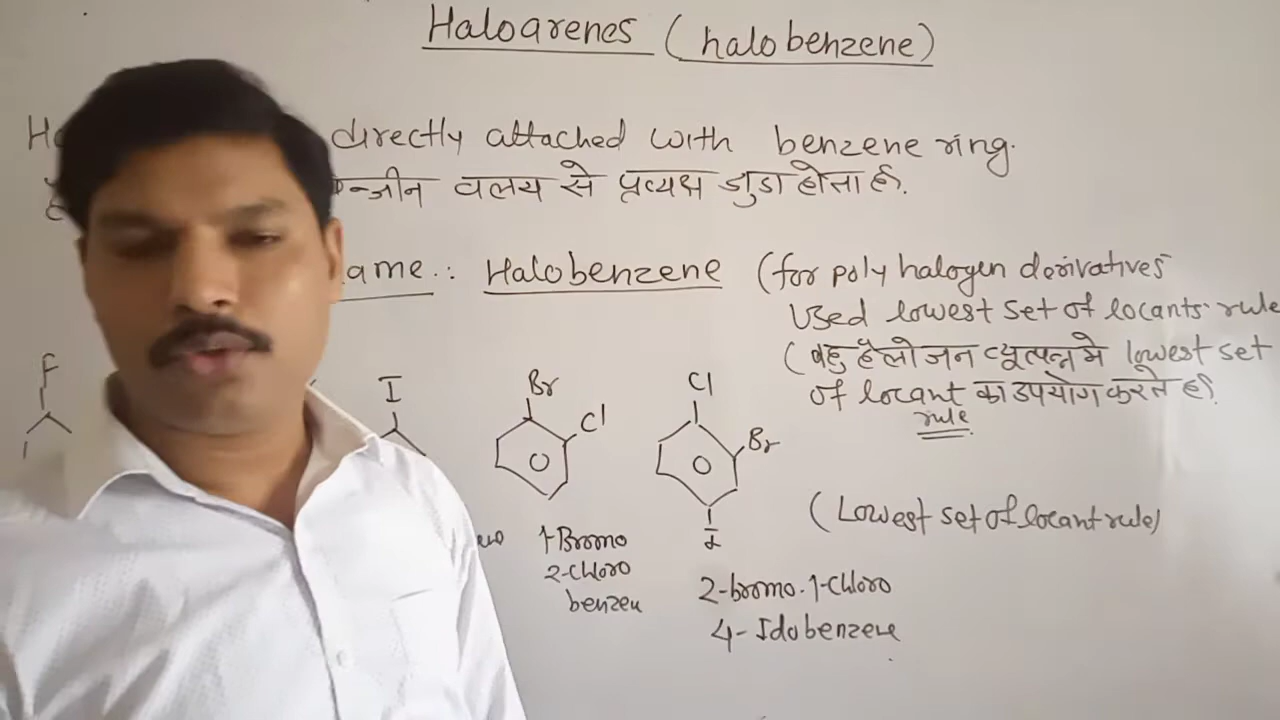 Haloarenes (halobenzene)
directly attached with benzene ring.
न्जीन वलय से प्रत्यक्ष जुडा होता है.
ame : Halobenzene (for poly halogen derivatives
Used lowest set of locants rule
(बहु हैलोजन व्यूत्पन्न मे lowest set
of locant का उपयोग करते है.
rule
F
I
Br
Cl
Cl
Br
I
(Lowest set of locant rule)
1-Bromo
2-chloro
benzen
2-bromo. 1-chloro
4- Idobenzene